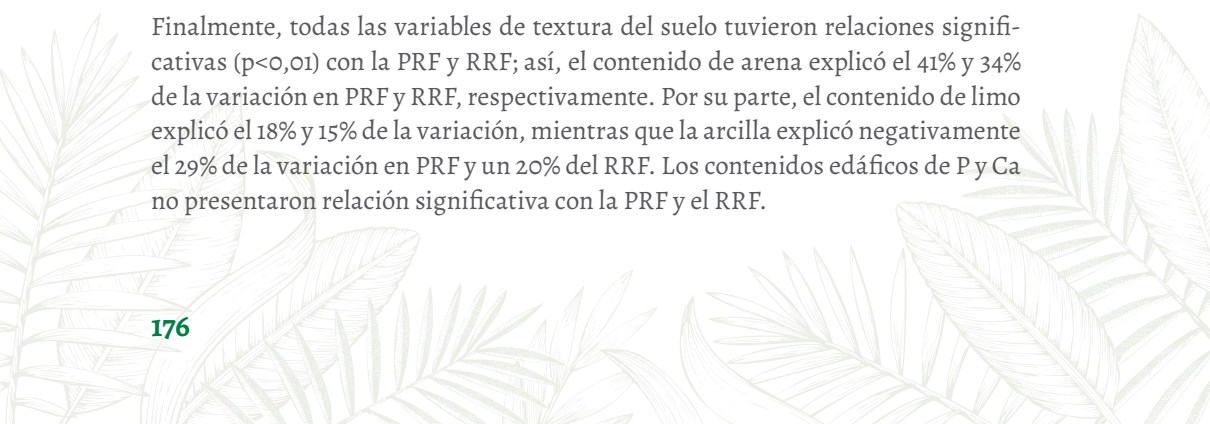 Finalmente, todas las variables de textura del suelo tuvieron relaciones signifi-
cativas (p<0,01) con la PRF y RRF; así, el contenido de arena explicó el 41% y 34%
de la variación en PRF y RRF, respectivamente. Por su parte, el contenido de limo
explicó el 18% y 15% de la variación, mientras que la arcilla explicó negativamente
el 29% de la variación en PRF y un 20% del RRF. Los contenidos edáficos de P y Ca
no presentaron relación significativa con la PRF y el RRF.
176